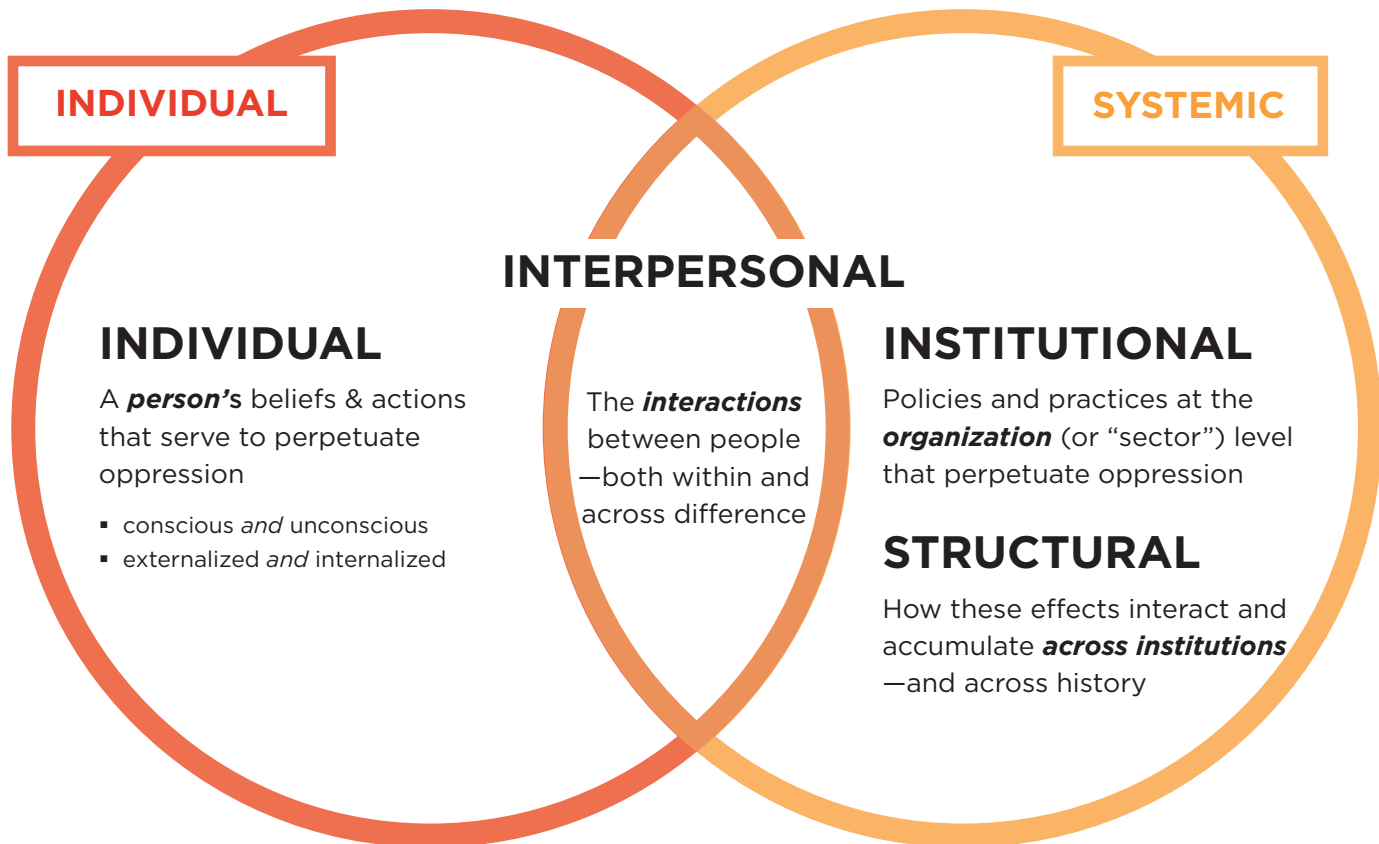 INDIVIDUAL
SYSTEMIC
INTERPERSONAL
INDIVIDUAL
A person's beliefs & actions
that serve to perpetuate
oppression
▪ conscious and unconscious
▪ externalized and internalized
The interactions
between people
—both within and
across difference
INSTITUTIONAL
Policies and practices at the
organization (or “sector”) level
that perpetuate oppression
STRUCTURAL
How these effects interact and
accumulate across institutions
—and across history